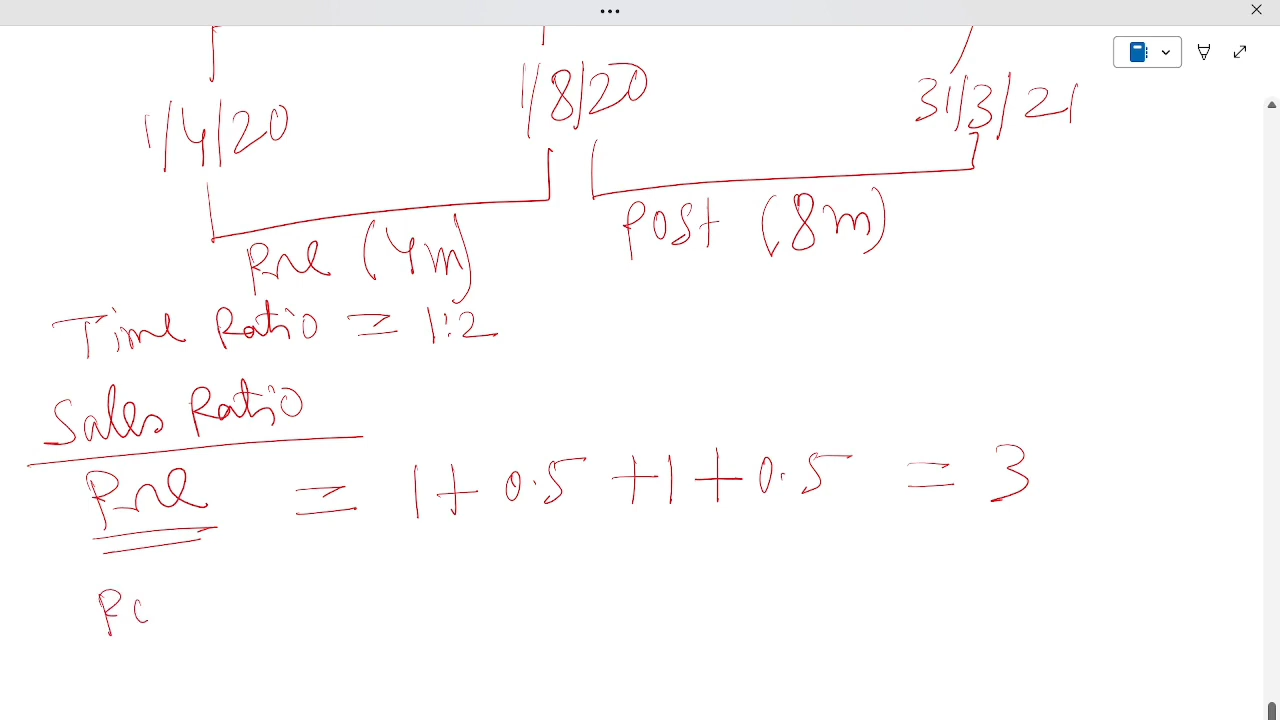 1/4/20 1/8/20 31/3/21
Pre (4m) Post (8m)
Time Ratio = 1:2
Sales Ratio
Pre = 1 + 0.5 + 1 + 0.5 = 3
Po